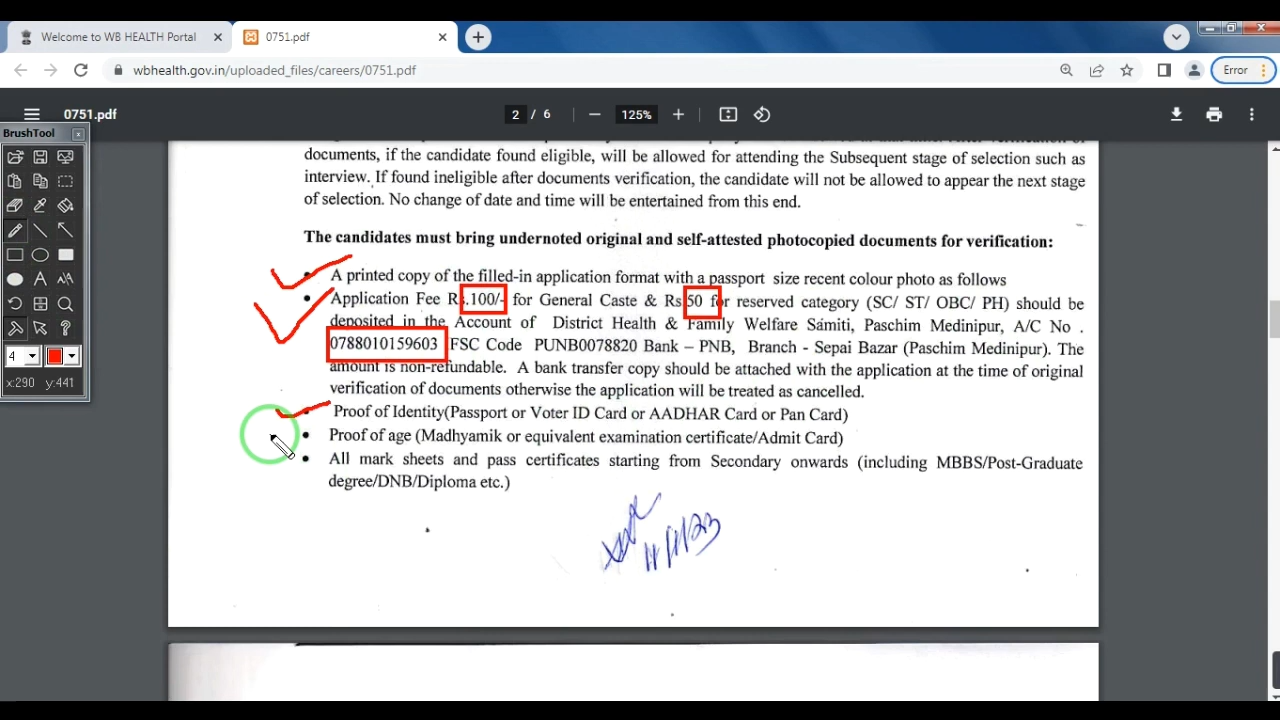 Welcome to WB HEALTH Portal
0751.pdf
wbhealth.gov.in/uploaded_files/careers/0751.pdf
Error
0751.pdf
2 / 6
125%
BrushTool
documents, if the candidate found eligible, will be allowed for attending the Subsequent stage of selection such as
interview. If found ineligible after documents verification, the candidate will not be allowed to appear the next stage
of selection. No change of date and time will be entertained from this end.
The candidates must bring undernoted original and self-attested photocopied documents for verification:
• A printed copy of the filled-in application format with a passport size recent colour photo as follows
• Application Fee Rs.100/- for General Caste & Rs 50 for reserved category (SC/ ST/ OBC/ PH) should be
deposited in the Account of District Health & Family Welfare Samiti, Paschim Medinipur, A/C No .
0788010159603 FSC Code PUNB0078820 Bank – PNB, Branch - Sepai Bazar (Paschim Medinipur). The
amount is non-refundable. A bank transfer copy should be attached with the application at the time of original
verification of documents otherwise the application will be treated as cancelled.
• Proof of Identity(Passport or Voter ID Card or AADHAR Card or Pan Card)
• Proof of age (Madhyamik or equivalent examination certificate/Admit Card)
• All mark sheets and pass certificates starting from Secondary onwards (including MBBS/Post-Graduate
degree/DNB/Diploma etc.)
4
x:290 y:441